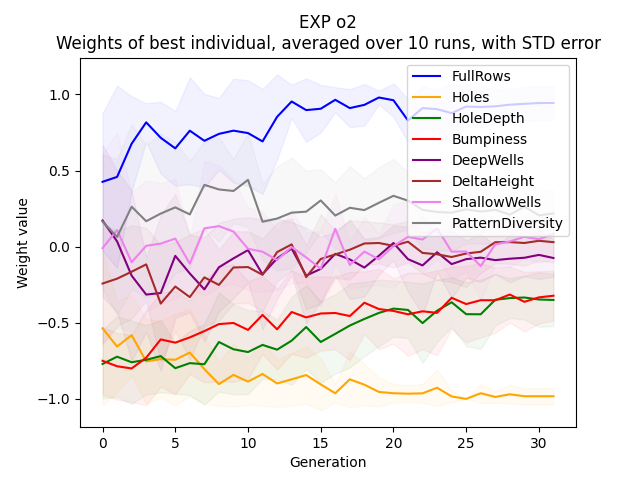 EXP o2
Weights of best individual, averaged over 10 runs, with STD error
FullRows
Holes
HoleDepth
Bumpiness
DeepWells
DeltaHeight
ShallowWells
PatternDiversity
Weight value
1.0
0.5
0.0
−0.5
−1.0
0 5 10 15 20 25 30
Generation